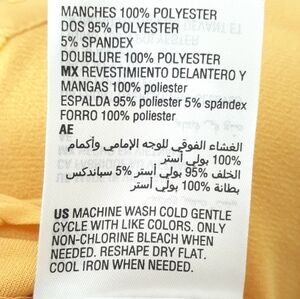 MANCHES 100% POLYESTER
DOS 95% POLYESTER
5% SPANDEX
DOUBLURE 100% POLYESTER
MX REVESTIMIENTO DELANTERO Y
MANGAS 100% poliester
ESPALDA 95% poliester 5% spándex
FORRO 100% poliester
AE
الغشاء الفوقي للوجه الإمامي وأكمام
100% بولي أستر
الخلف 95% بولي أستر 5% سباندكس
بطانة 100% بولي أستر
US MACHINE WASH COLD GENTLE
CYCLE WITH LIKE COLORS. ONLY
NON-CHLORINE BLEACH WHEN
NEEDED. RESHAPE DRY FLAT.
COOL IRON WHEN NEEDED.